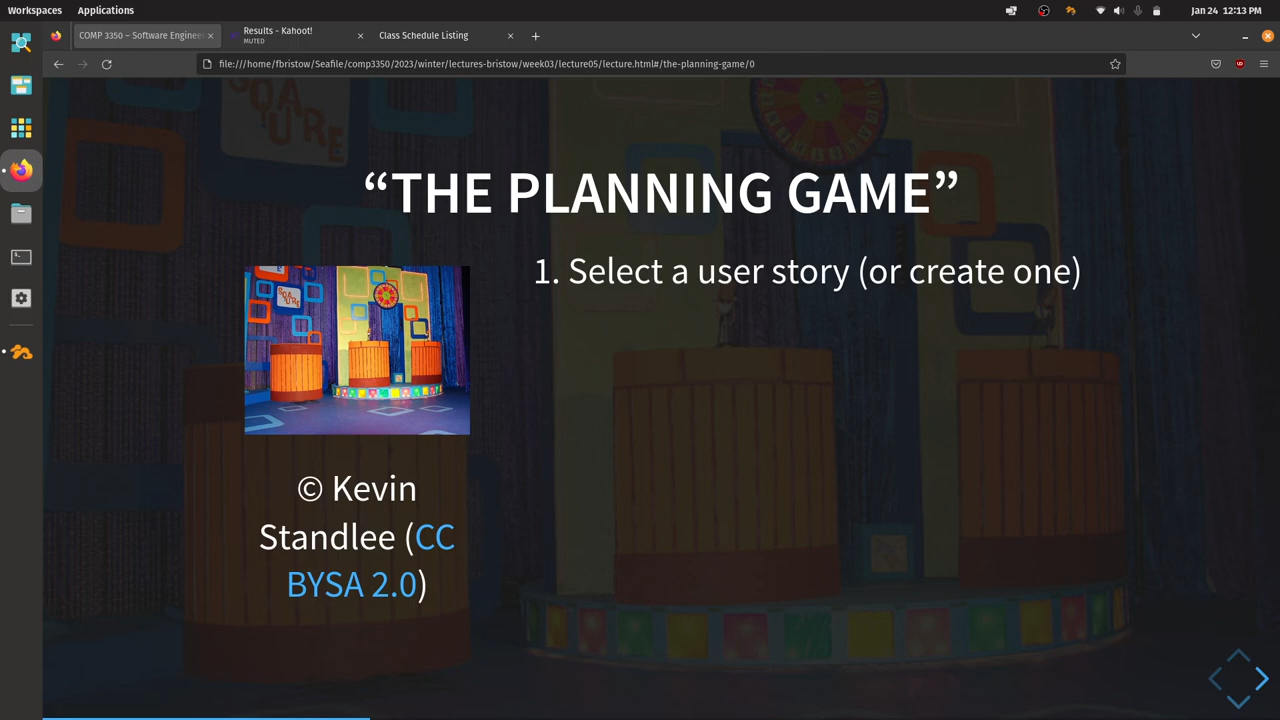 Workspaces Applications Jan 24 12:13 PM
COMP 3350 – Software Enginee
Results - Kahoot!
MUTED
Class Schedule Listing
file:///home/fbristow/Seafile/comp3350/2023/winter/lectures-bristow/week03/lecture05/lecture.html#/the-planning-game/0
SQUARE
“THE PLANNING GAME”
1. Select a user story (or create one)
SQUARE
© Kevin
Standlee (CC
BYSA 2.0)